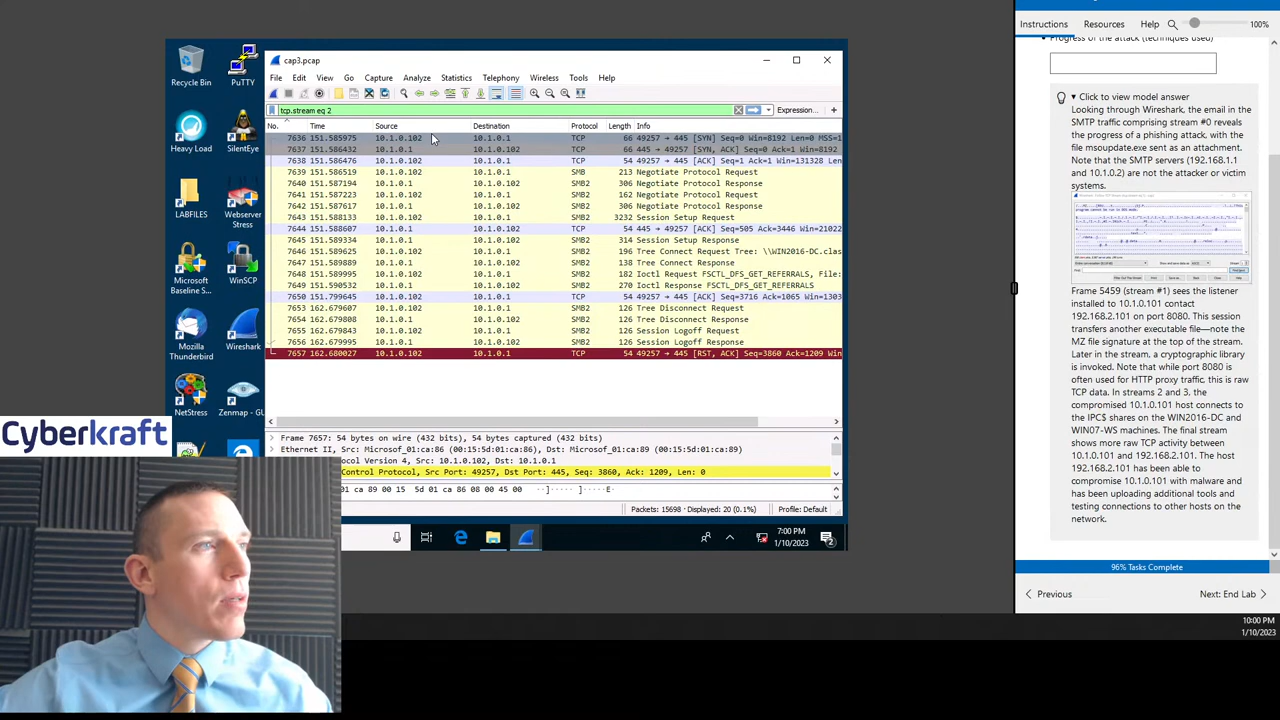 Instructions Resources Help 100%
Progress of the attack (techniques used)
Click to view model answer
Looking through Wireshark, the email in the
SMTP traffic comprising stream #0 reveals
the progress of a phishing attack, with the
file msoupdate.exe sent as an attachment.
Note that the SMTP servers (192.168.1.1
and 10.1.0.2) are not the attacker or victim
systems.
Frame 5459 (stream #1) sees the listener
installed to 10.1.0.101 contact
192.168.2.101 on port 8080. This session
transfers another executable file—note the
MZ file signature at the top of the stream.
Later in the stream, a cryptographic library
is invoked. Note that while port 8080 is
often used for HTTP proxy traffic, this is raw
TCP data. In streams 2 and 3, the
compromised 10.1.0.101 host connects to
the IPC$ shares on the WIN2016-DC and
WIN07-WS machines. The final stream
shows more raw TCP activity between
10.1.0.101 and 192.168.2.101. The host
192.168.2.101 has been able to
compromise 10.1.0.101 with malware and
has been uploading additional tools and
testing connections to other hosts on the
network.
96% Tasks Complete
Previous Next: End Lab
10:00 PM
1/10/2023
Recycle Bin
PuTTY
Heavy Load
SilentEye
LABFILES
Webserver
Stress
Microsoft
Baseline S...
WinSCP
Mozilla
Thunderbird
Wireshark
NetStress
Zenmap - GU
cap3.pcap
File Edit View Go Capture Analyze Statistics Telephony Wireless Tools Help
tcp.stream eq 2
Expression... +
No. Time Source Destination Protocol Length Info
7636 151.585975 10.1.0.102 10.1.0.1 TCP 66 49257 → 445 [SYN] Seq=0 Win=8192 Len=0 MSS=1
7637 151.586432 10.1.0.1 10.1.0.102 TCP 66 445 → 49257 [SYN, ACK] Seq=0 Ack=1 Win=8192
7638 151.586476 10.1.0.102 10.1.0.1 TCP 54 49257 → 445 [ACK] Seq=1 Ack=1 Win=131328 Len
7639 151.586519 10.1.0.102 10.1.0.1 SMB 213 Negotiate Protocol Request
7640 151.587194 10.1.0.1 10.1.0.102 SMB2 306 Negotiate Protocol Response
7641 151.587223 10.1.0.102 10.1.0.1 SMB2 162 Negotiate Protocol Request
7642 151.587697 10.1.0.1 10.1.0.102 SMB2 306 Negotiate Protocol Response
7643 151.588133 10.1.0.102 10.1.0.1 SMB2 3232 Session Setup Request
7644 151.588607 10.1.0.1 10.1.0.102 TCP 54 445 → 49257 [ACK] Seq=505 Ack=3446 Win=21022
7645 151.589594 10.1.0.1 10.1.0.102 SMB2 314 Session Setup Response
7646 151.589625 10.1.0.102 10.1.0.1 SMB2 196 Tree Connect Request Tree: \\WIN2016-DC.clas
7647 151.589889 10.1.0.1 10.1.0.102 SMB2 138 Tree Connect Response
7648 151.589995 10.1.0.102 10.1.0.1 SMB2 182 Ioctl Request FSCTL_DFS_GET_REFERRALS, File:
7649 151.590532 10.1.0.1 10.1.0.102 SMB2 270 Ioctl Response FSCTL_DFS_GET_REFERRALS
7650 151.799645 10.1.0.102 10.1.0.1 TCP 54 49257 → 445 [ACK] Seq=3716 Ack=1065 Win=1303
7653 162.679607 10.1.0.102 10.1.0.1 SMB2 126 Tree Disconnect Request
7654 162.679808 10.1.0.1 10.1.0.102 SMB2 126 Tree Disconnect Response
7655 162.679843 10.1.0.102 10.1.0.1 SMB2 126 Session Logoff Request
7656 162.679995 10.1.0.1 10.1.0.102 SMB2 126 Session Logoff Response
7657 162.680027 10.1.0.102 10.1.0.1 TCP 54 49257 → 445 [RST, ACK] Seq=3860 Ack=1209 Win
Frame 7657: 54 bytes on wire (432 bits), 54 bytes captured (432 bits)
Ethernet II, Src: Microsof_01:ca:86 (00:15:5d:01:ca:86), Dst: Microsof_01:ca:89 (00:15:5d:01:ca:89)
Protocol Version 4, Src: 10.1.0.102, Dst: 10.1.0.1
Control Protocol, Src Port: 49257, Dst Port: 445, Seq: 3860, Ack: 1209, Len: 0
01 ca 89 00 15 5d 01 ca 86 08 00 45 00 ··]·····]·····E·
Packets: 15698 · Displayed: 20 (0.1%) Profile: Default
7:00 PM
1/10/2023
2
Cyberkraft